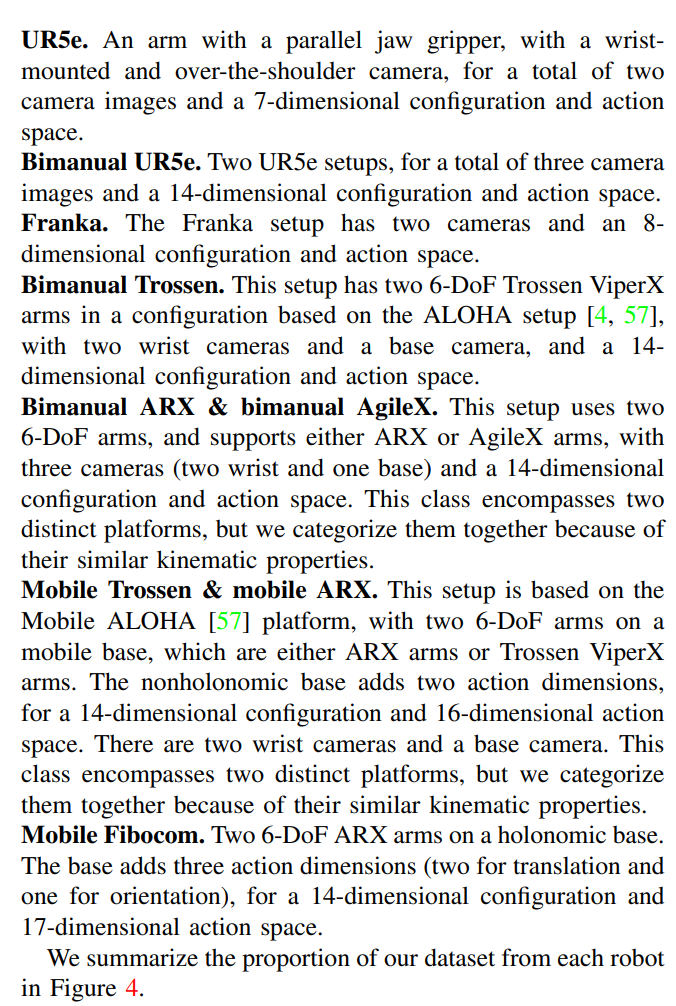 UR5e. An arm with a parallel jaw gripper, with a wrist-
mounted and over-the-shoulder camera, for a total of two
camera images and a 7-dimensional configuration and action
space.
Bimanual UR5e. Two UR5e setups, for a total of three camera
images and a 14-dimensional configuration and action space.
Franka. The Franka setup has two cameras and an 8-
dimensional configuration and action space.
Bimanual Trossen. This setup has two 6-DoF Trossen ViperX
arms in a configuration based on the ALOHA setup [4, 57],
with two wrist cameras and a base camera, and a 14-
dimensional configuration and action space.
Bimanual ARX & bimanual AgileX. This setup uses two
6-DoF arms, and supports either ARX or AgileX arms, with
three cameras (two wrist and one base) and a 14-dimensional
configuration and action space. This class encompasses two
distinct platforms, but we categorize them together because of
their similar kinematic properties.
Mobile Trossen & mobile ARX. This setup is based on the
Mobile ALOHA [57] platform, with two 6-DoF arms on a
mobile base, which are either ARX arms or Trossen ViperX
arms. The nonholonomic base adds two action dimensions,
for a 14-dimensional configuration and 16-dimensional action
space. There are two wrist cameras and a base camera. This
class encompasses two distinct platforms, but we categorize
them together because of their similar kinematic properties.
Mobile Fibocom. Two 6-DoF ARX arms on a holonomic base.
The base adds three action dimensions (two for translation and
one for orientation), for a 14-dimensional configuration and
17-dimensional action space.
We summarize the proportion of our dataset from each robot
in Figure 4.